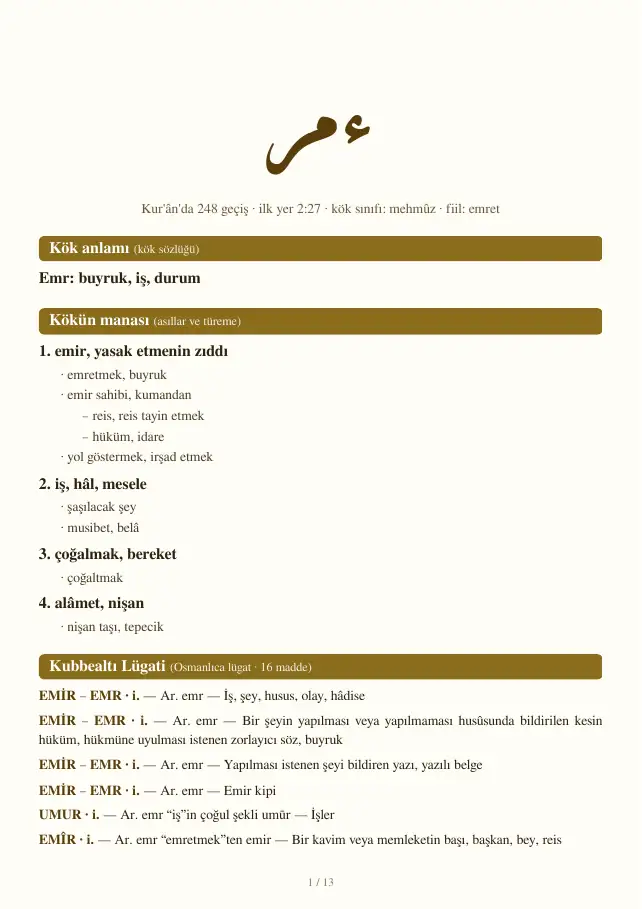 ءمر
Kur'ân'da 248 geçiş · ilk yer 2:27 · kök sınıfı: mehmûz · fiil: emret
Kök anlamı (kök sözlüğü)
Emr: buyruk, iş, durum
Kökün manası (asıllar ve türeme)
1. emir, yasak etmenin zıddı
· emretmek, buyruk
· emir sahibi, kumandan
– reis, reis tayin etmek
– hüküm, idare
· yol göstermek, irşad etmek
2. iş, hâl, mesele
· şaşılacak şey
· musibet, belâ
3. çoğalmak, bereket
· çoğaltmak
4. alâmet, nişan
· nişan taşı, tepecik
Kubbealtı Lügati (Osmanlıca lügat · 16 madde)
EMİR – EMR · i. — Ar. emr — İş, şey, husus, olay, hâdise
EMİR – EMR · i. — Ar. emr — Bir şeyin yapılması veya yapılmaması husûsunda bildirilen kesin
hüküm, hükmüne uyulması istenen zorlayıcı söz, buyruk
EMİR – EMR · i. — Ar. emr — Yapılması istenen şeyi bildiren yazı, yazılı belge
EMİR – EMR · i. — Ar. emr — Emir kipi
UMUR · i. — Ar. emr “iş”in çoğul şekli umūr — İşler
EMÎR · i. — Ar. emr “emretmek”ten emіr — Bir kavim veya memleketin başı, başkan, bey, reis
1 / 13